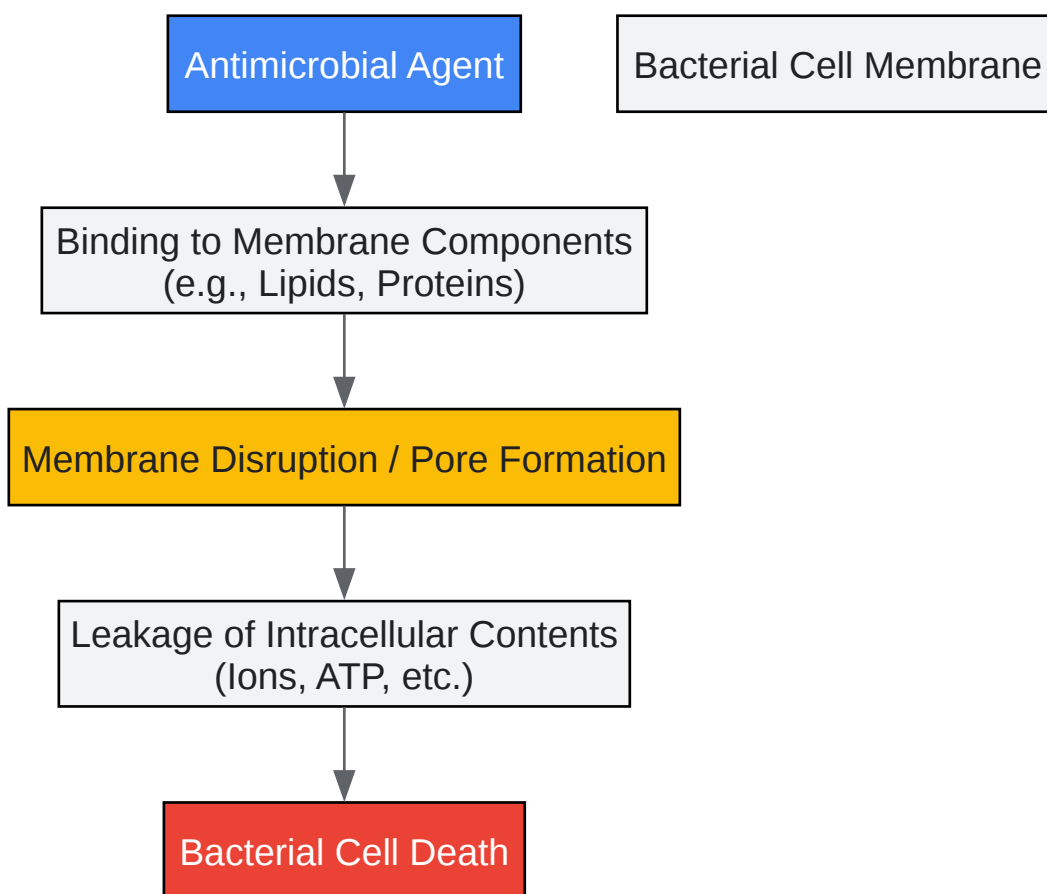 Antimicrobial Agent
Bacterial Cell Membrane
Binding to Membrane Components
(e.g., Lipids, Proteins)
Membrane Disruption / Pore Formation
Leakage of Intracellular Contents
(Ions, ATP, etc.)
Bacterial Cell Death